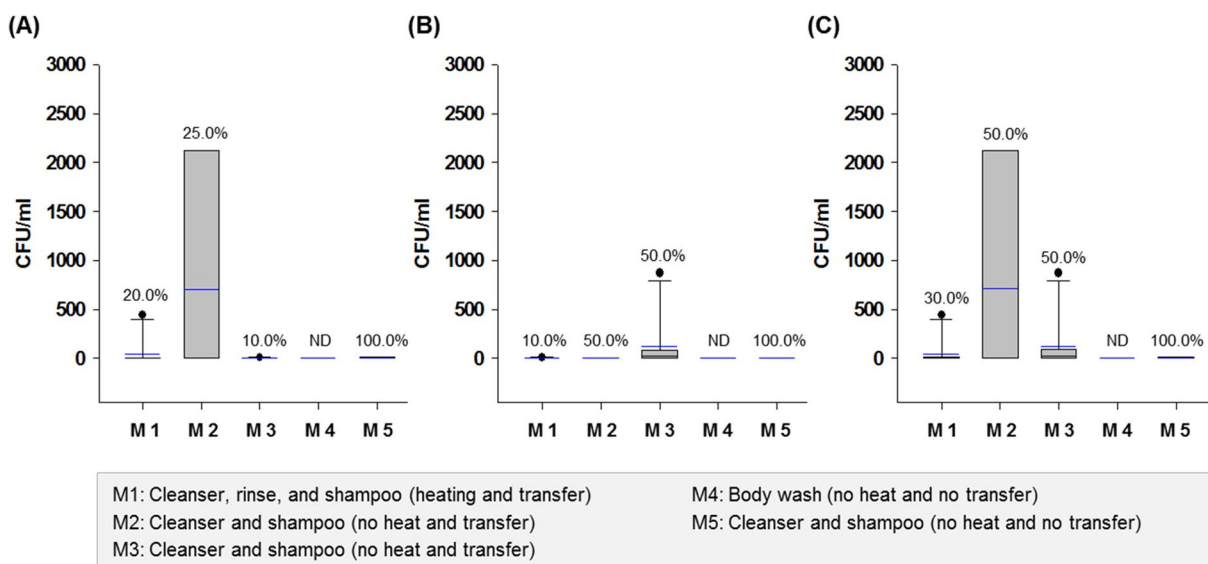 (A)
3000
2500
2000
1500
1000
500
0
CFU/ml
20.0%
25.0%
10.0%
ND
100.0%
M 1 M 2 M 3 M 4 M 5
(B)
3000
2500
2000
1500
1000
500
0
CFU/ml
10.0%
50.0%
50.0%
ND
100.0%
M 1 M 2 M 3 M 4 M 5
(C)
3000
2500
2000
1500
1000
500
0
CFU/ml
30.0%
50.0%
50.0%
ND
100.0%
M 1 M 2 M 3 M 4 M 5
M1: Cleanser, rinse, and shampoo (heating and transfer)
M2: Cleanser and shampoo (no heat and transfer)
M3: Cleanser and shampoo (no heat and transfer)
M4: Body wash (no heat and no transfer)
M5: Cleanser and shampoo (no heat and no transfer)